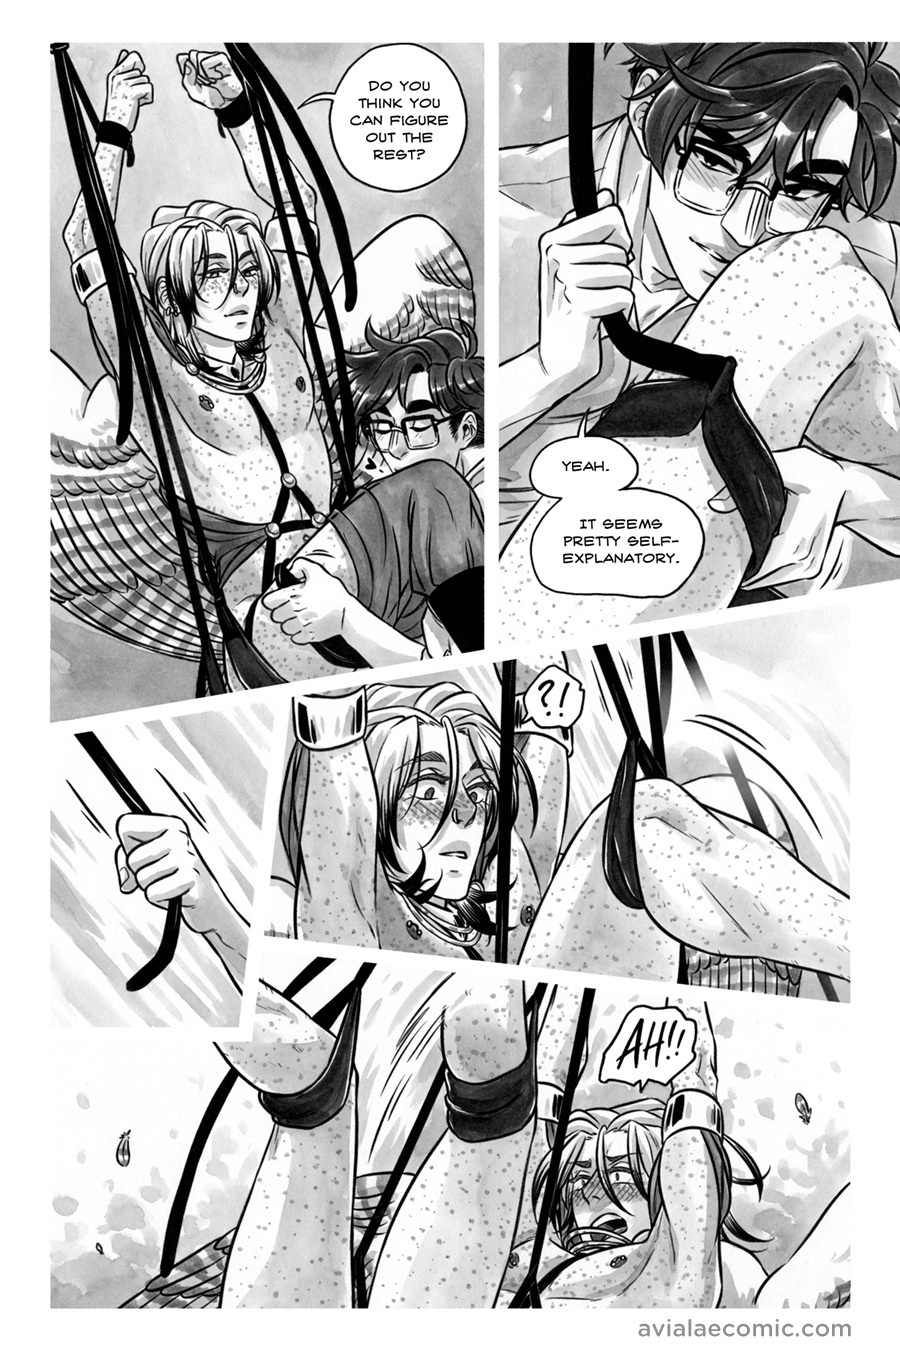 DO YOU
THINK YOU
CAN FIGURE
OUT THE
REST?
YEAH.
IT SEEMS
PRETTY SELF-
EXPLANATORY.
?!
AH!!
avialaecomic.com